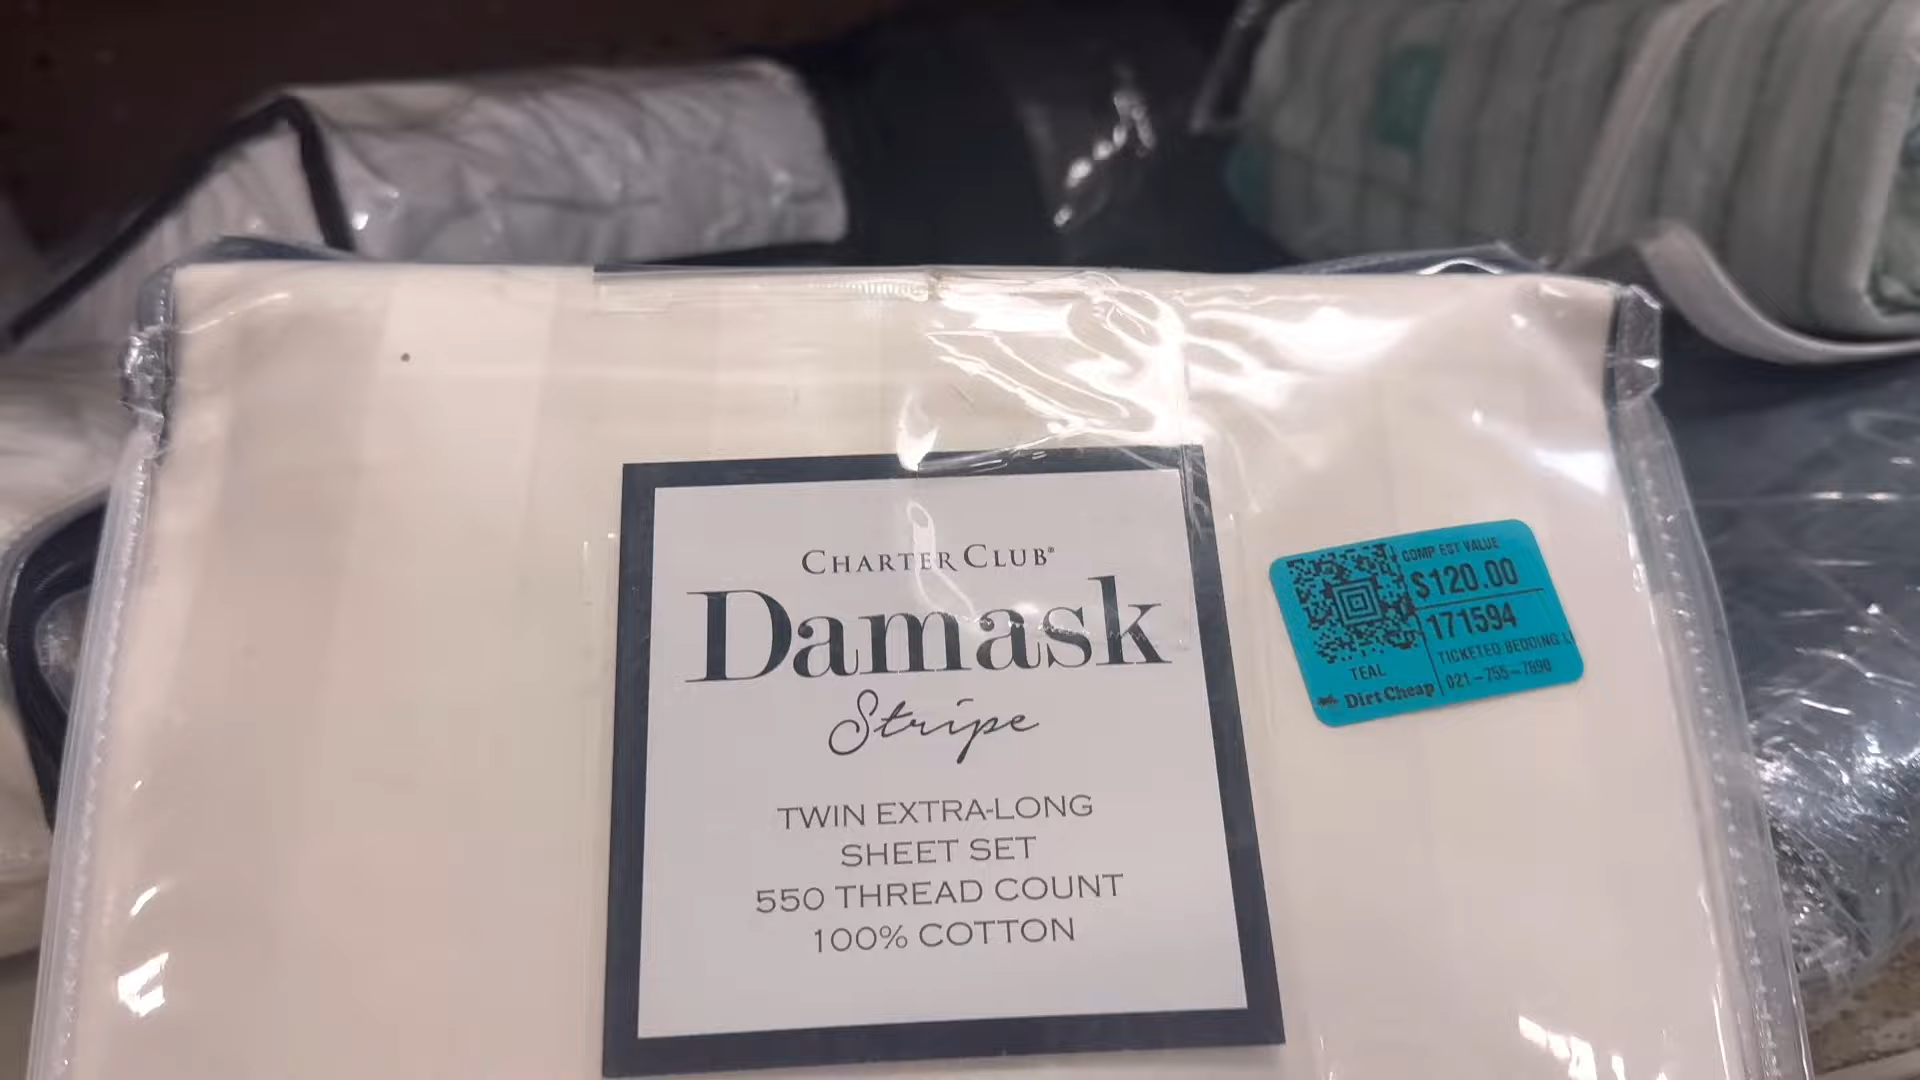 CHARTER CLUB®
Damask
Stripe
TWIN EXTRA-LONG
SHEET SET
550 THREAD COUNT
100% COTTON
COMP EST VALUE
$120.00
171594
TICKETED BEDDING
021-755-7890
TEAL
Dirt Cheap